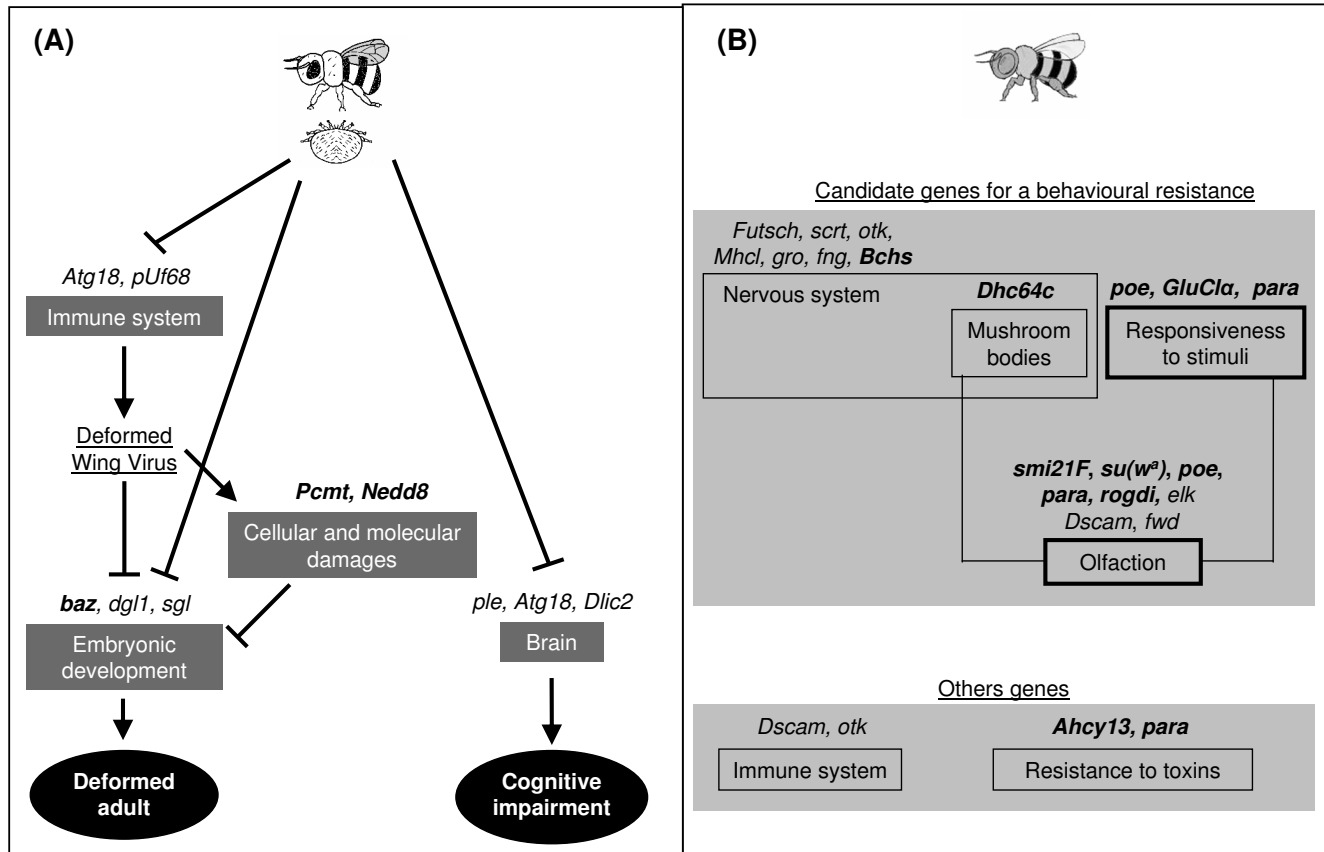 (A)
Atg18, pUf68
Immune system
Deformed
Wing Virus
Pcmt, Nedd8
Cellular and molecular
damages
baz, dgl1, sgl
Embryonic
development
ple, Atg18, Dlic2
Brain
Deformed
adult
Cognitive
impairment
(B)
Candidate genes for a behavioural resistance
Futsch, scrt, otk,
Mhcl, gro, fng, Bchs
Nervous system
Dhc64c
Mushroom
bodies
poe, GluClα, para
Responsiveness
to stimuli
smi21F, su(wᵃ), poe,
para, rogdi, elk
Dscam, fwd
Olfaction
Others genes
Dscam, otk
Immune system
Ahcy13, para
Resistance to toxins